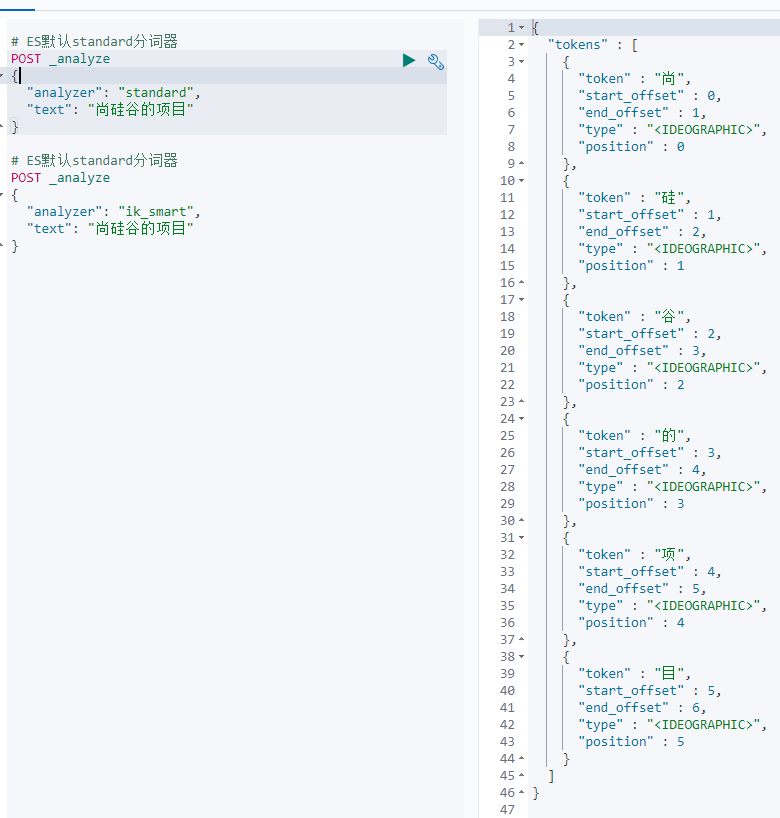 # ES默认standard分词器
POST _analyze
{
  "analyzer": "standard",
  "text": "尚硅谷的项目"
}
# ES默认standard分词器
POST _analyze
{
  "analyzer": "ik_smart",
  "text": "尚硅谷的项目"
}
1 {
2   "tokens" : [
3     {
4       "token" : "尚",
5       "start_offset" : 0,
6       "end_offset" : 1,
7       "type" : "<IDEOGRAPHIC>",
8       "position" : 0
9     },
10     {
11       "token" : "硅",
12       "start_offset" : 1,
13       "end_offset" : 2,
14       "type" : "<IDEOGRAPHIC>",
15       "position" : 1
16     },
17     {
18       "token" : "谷",
19       "start_offset" : 2,
20       "end_offset" : 3,
21       "type" : "<IDEOGRAPHIC>",
22       "position" : 2
23     },
24     {
25       "token" : "的",
26       "start_offset" : 3,
27       "end_offset" : 4,
28       "type" : "<IDEOGRAPHIC>",
29       "position" : 3
30     },
31     {
32       "token" : "项",
33       "start_offset" : 4,
34       "end_offset" : 5,
35       "type" : "<IDEOGRAPHIC>",
36       "position" : 4
37     },
38     {
39       "token" : "目",
40       "start_offset" : 5,
41       "end_offset" : 6,
42       "type" : "<IDEOGRAPHIC>",
43       "position" : 5
44     }
45   ]
46 }
47